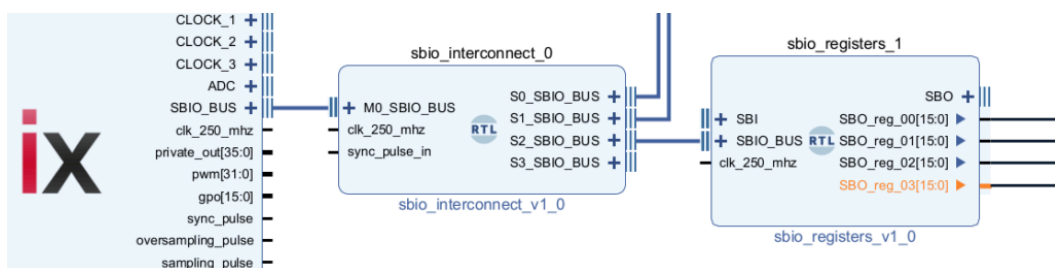 CLOCK_1
CLOCK_2
CLOCK_3
ADC
SBIO_BUS
clk_250_mhz
private_out[35:0]
pwm[31:0]
gpo[15:0]
sync_pulse
oversampling_pulse
sampling_pulse
ix
sbio_interconnect_0
M0_SBIO_BUS
clk_250_mhz
sync_pulse_in
RTL
S0_SBIO_BUS
S1_SBIO_BUS
S2_SBIO_BUS
S3_SBIO_BUS
sbio_interconnect_v1_0
sbio_registers_1
SBI
SBIO_BUS
clk_250_mhz
RTL
SBO
SBO_reg_00[15:0]
SBO_reg_01[15:0]
SBO_reg_02[15:0]
SBO_reg_03[15:0]
sbio_registers_v1_0